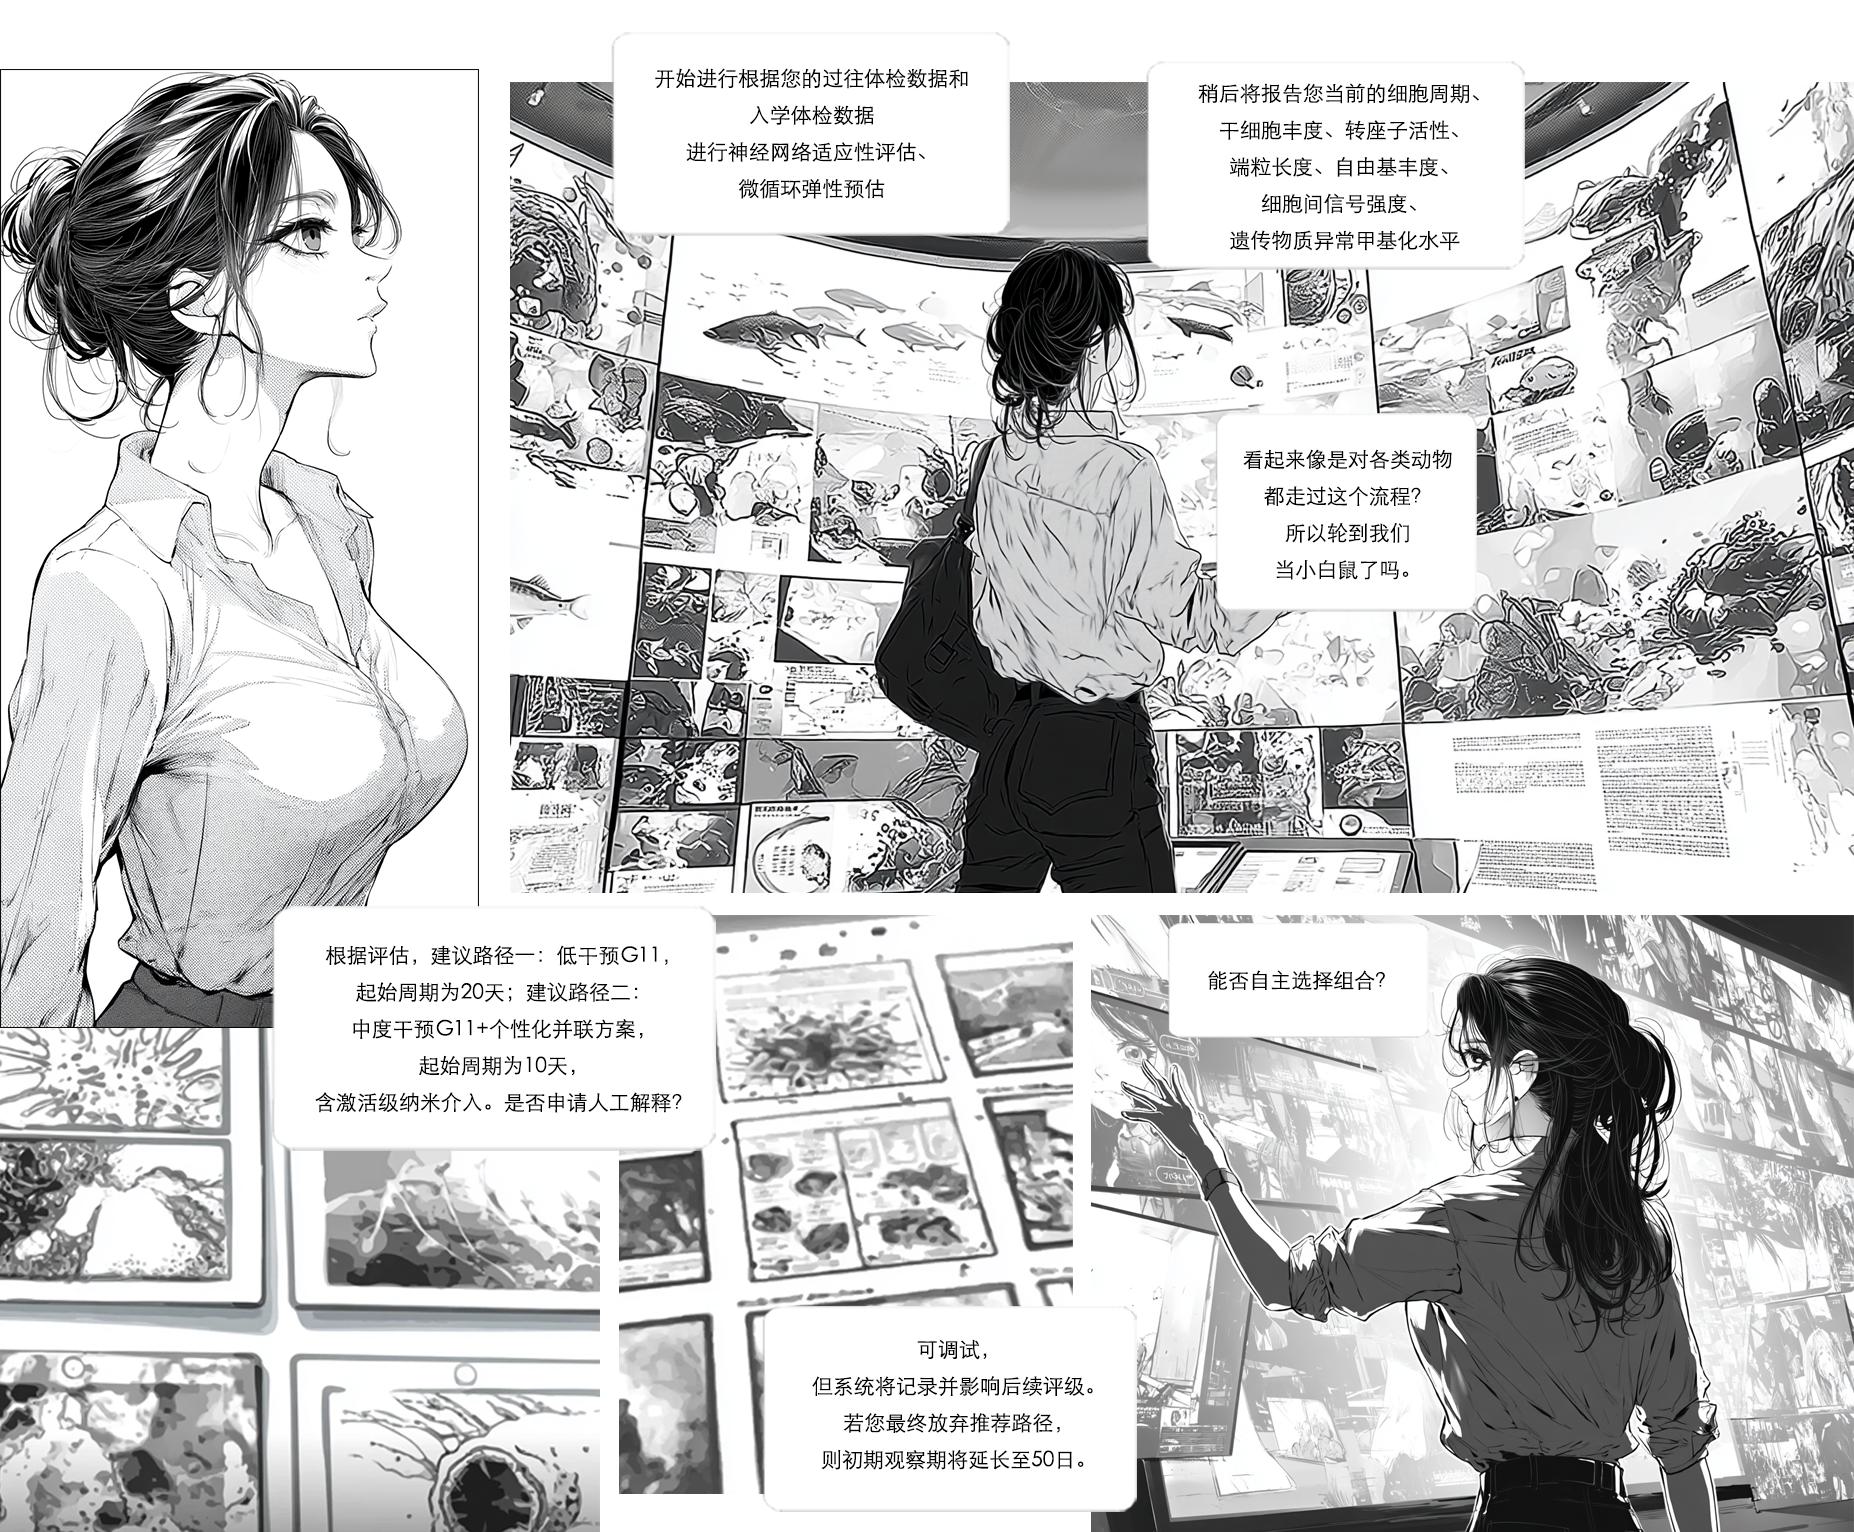 开始进行根据您的过往体检数据和
入学体检数据
进行神经网络适应性评估、
微循环弹性预估
稍后将报告您当前的细胞周期、
干细胞丰度、转座子活性、
端粒长度、自由基丰度、
细胞间信号强度、
遗传物质异常甲基化水平
看起来像是对各类动物
都走过这个流程?
所以轮到我们
当小白鼠了吗。
根据评估，建议路径一：低干预G11，
起始周期为20天；建议路径二：
中度干预G11+个性化并联方案，
起始周期为10天，
含激活级纳米介入。是否申请人工解释?
能否自主选择组合?
可调试，
但系统将记录并影响后续评级。
若您最终放弃推荐路径，
则初期观察期将延长至50日。